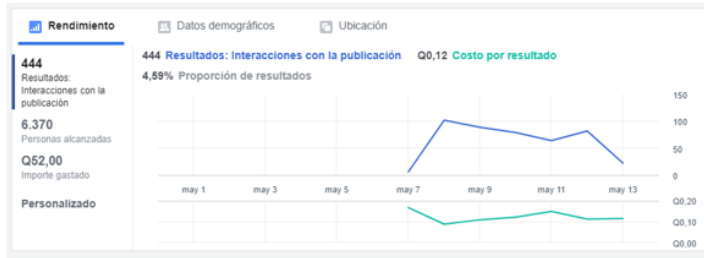 Rendimiento
Datos demográficos
Ubicación
444
Resultados:
Interacciones con la
publicación
6.370
Personas alcanzadas
Q52,00
Importe gastado
Personalizado
444 Resultados: Interacciones con la publicación Q0,12 Costo por resultado
4,59% Proporción de resultados
150
100
50
0
may 1 may 3 may 5 may 7 may 9 may 11 may 13
Q0,20
Q0,10
Q0,00